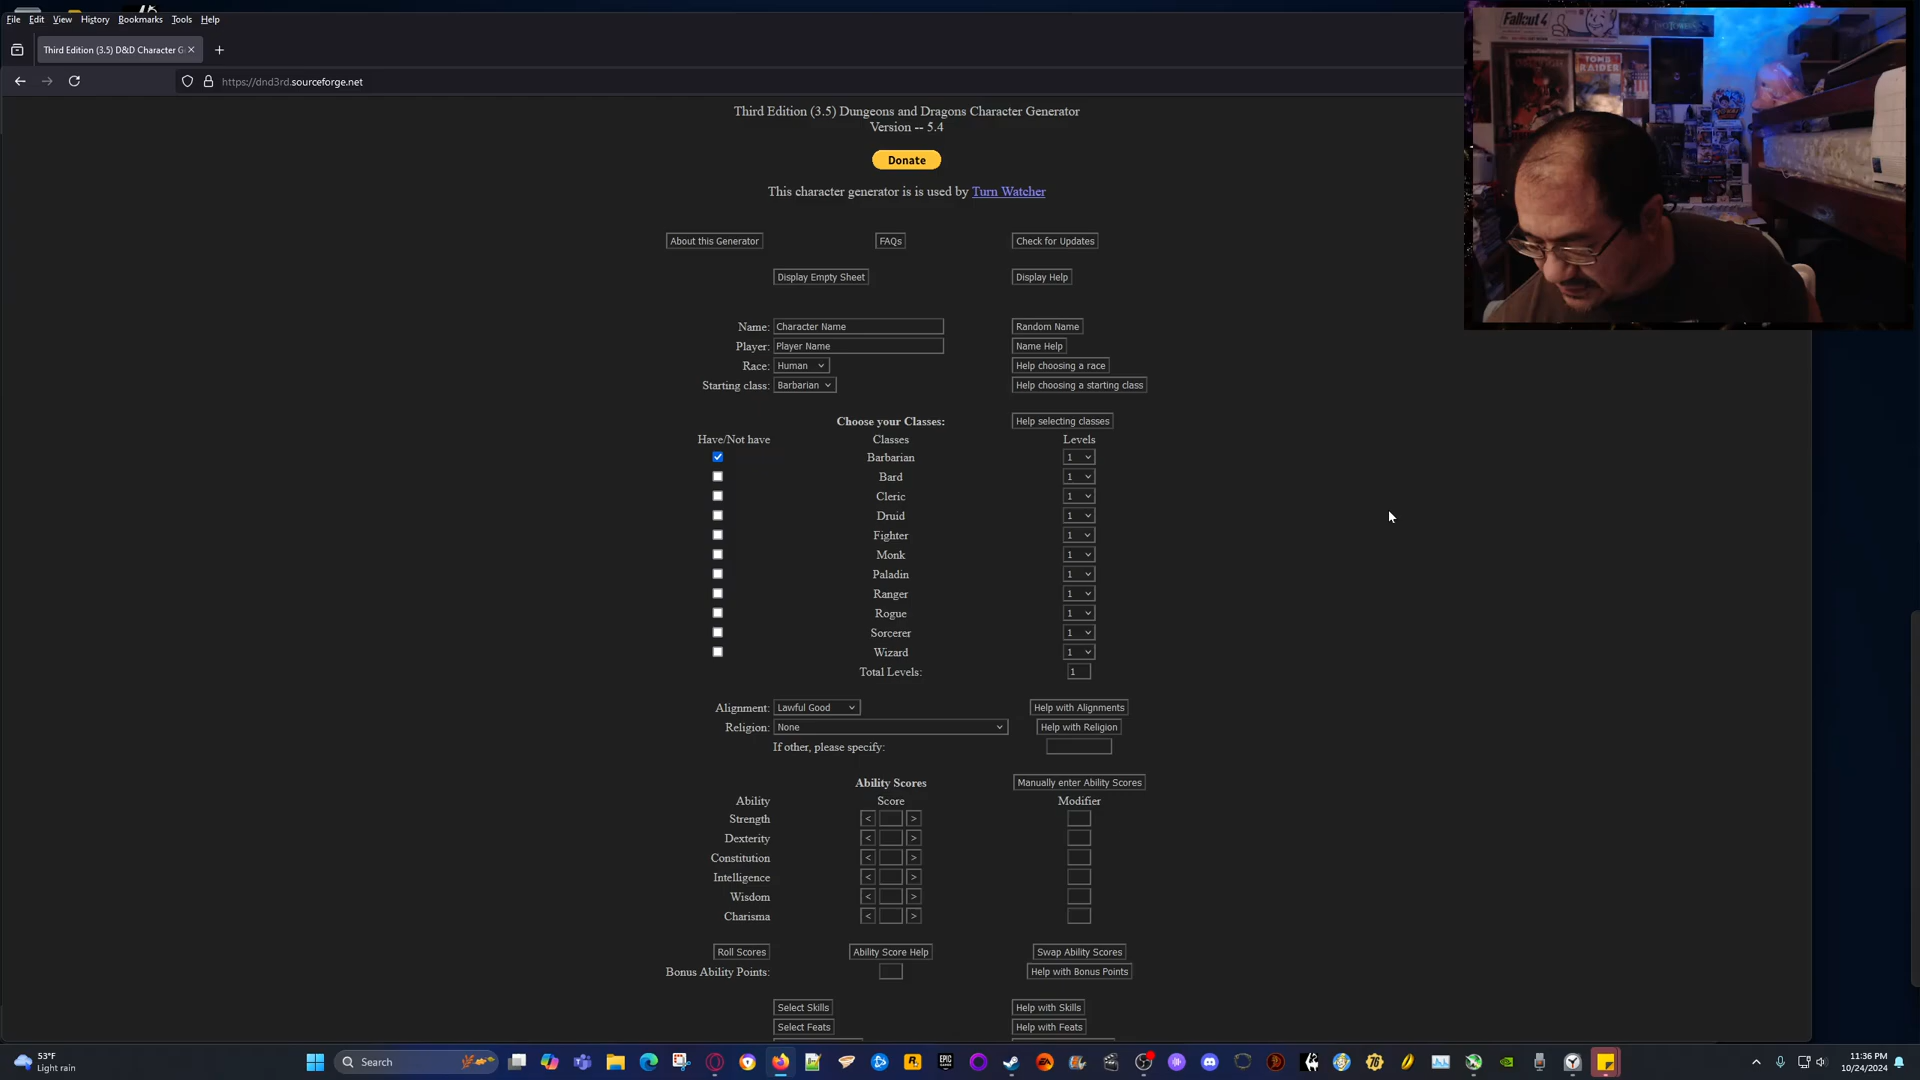 File Edit View History Bookmarks Tools Help
Third Edition (3.5) D&D Character G
https://dnd3rd.sourceforge.net
Fallout 4
TOMB RAIDER
Third Edition (3.5) Dungeons and Dragons Character Generator
Version -- 5.4
Donate
This character generator is is used by Turn Watcher
About this Generator FAQs Check for Updates
Display Empty Sheet Display Help
Name: Character Name Random Name
Player: Player Name Name Help
Race: Human Help choosing a race
Starting class: Barbarian Help choosing a starting class
Choose your Classes: Help selecting classes
Have/Not have Classes Levels
Barbarian 1
Bard 1
Cleric 1
Druid 1
Fighter 1
Monk 1
Paladin 1
Ranger 1
Rogue 1
Sorcerer 1
Wizard 1
Total Levels: 1
Alignment: Lawful Good Help with Alignments
Religion: None Help with Religion
If other, please specify:
Ability Scores Manually enter Ability Scores
Ability Score Modifier
Strength < >
Dexterity < >
Constitution < >
Intelligence < >
Wisdom < >
Charisma < >
Roll Scores Ability Score Help Swap Ability Scores
Bonus Ability Points: Help with Bonus Points
Select Skills Help with Skills
Select Feats Help with Feats
53°F
Light rain
Search
EPIC GAMES
EA
11:36 PM
10/24/2024